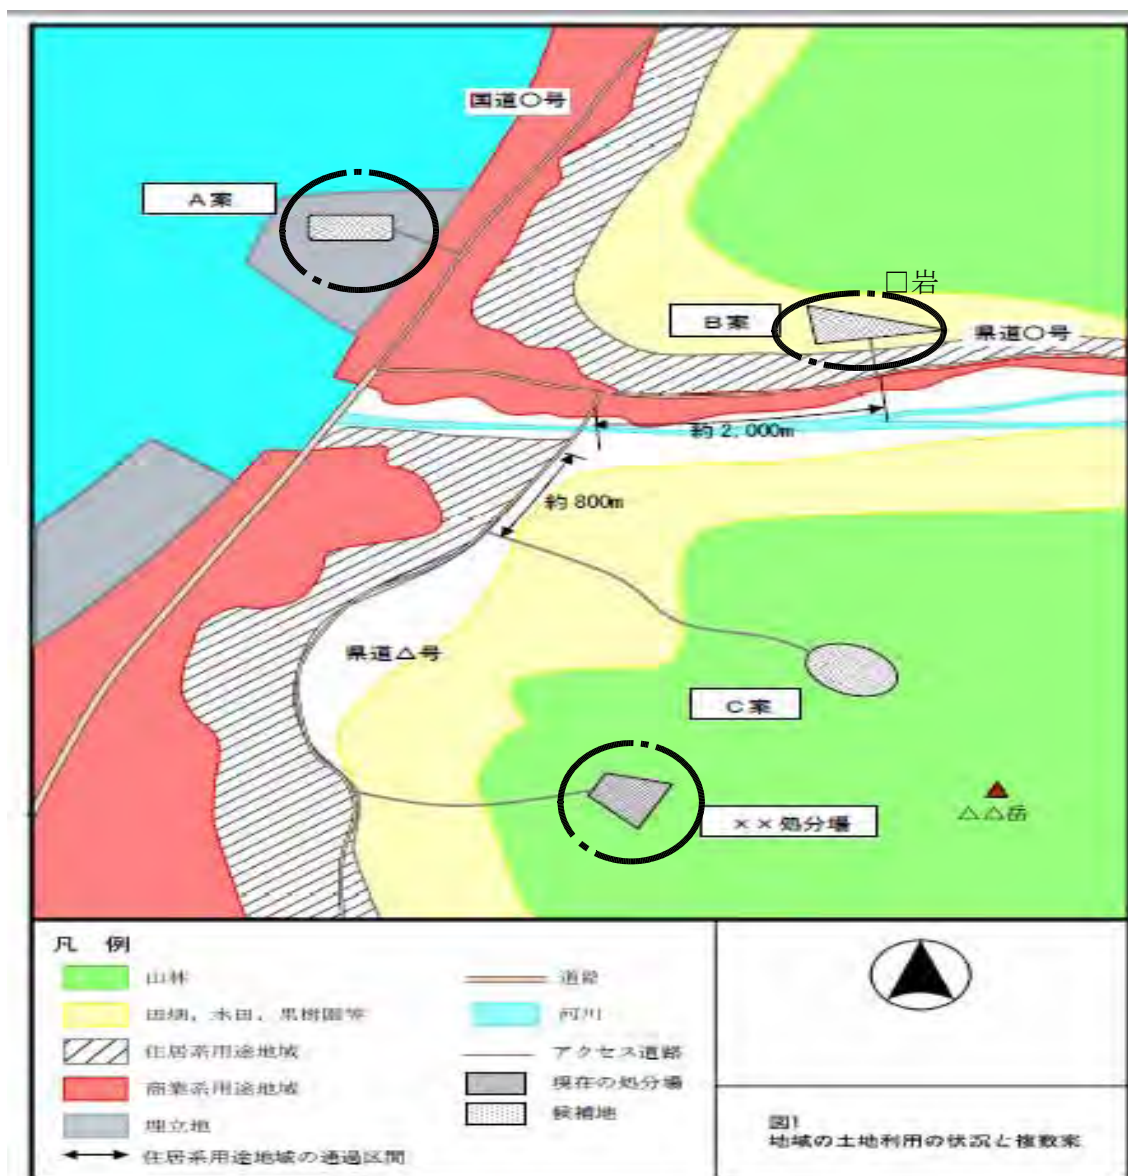 国道〇号
A案
□岩
B案
県道〇号
約2,000m
約800m
県道△号
C案
××処分場
△△岳
凡 例
山林
田畑，水田，果樹園等
住居系用途地域
商業系用途地域
埋立地
住居系用途地域の通過区間
道路
河川
アクセス道路
現在の処分場
候補地
図1
地域の土地利用の状況と複数案